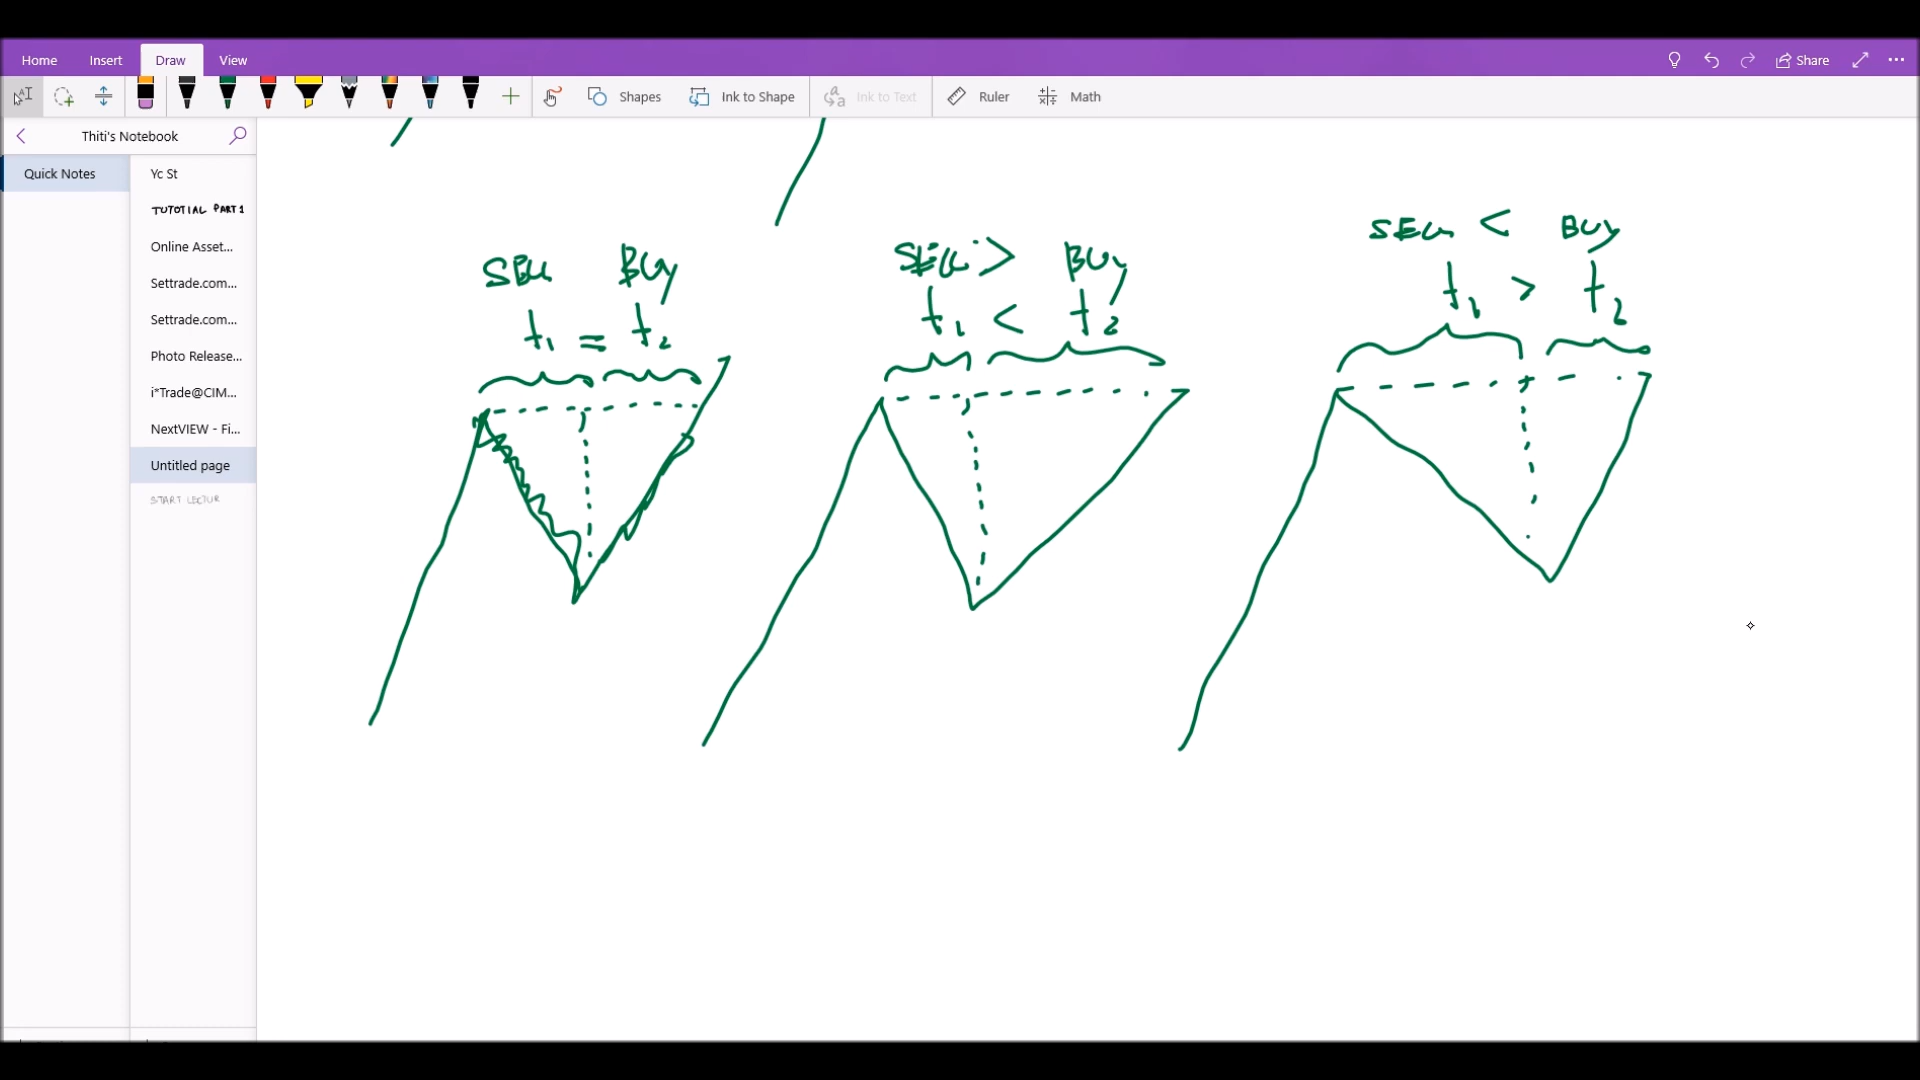 Home Insert Draw View Share
Shapes Ink to Shape Ink to Text Ruler Math
Thiti's Notebook
Quick Notes
Yc St
TUTOTIAL PART 1
Online Asset...
Settrade.com...
Settrade.com...
Photo Release...
i*Trade@CIM...
NextVIEW - Fi...
Untitled page
START LECTUR
SELL BUY
t1 = t2
SELL > BUY
t1 < t2
SELL < BUY
t1 > t2